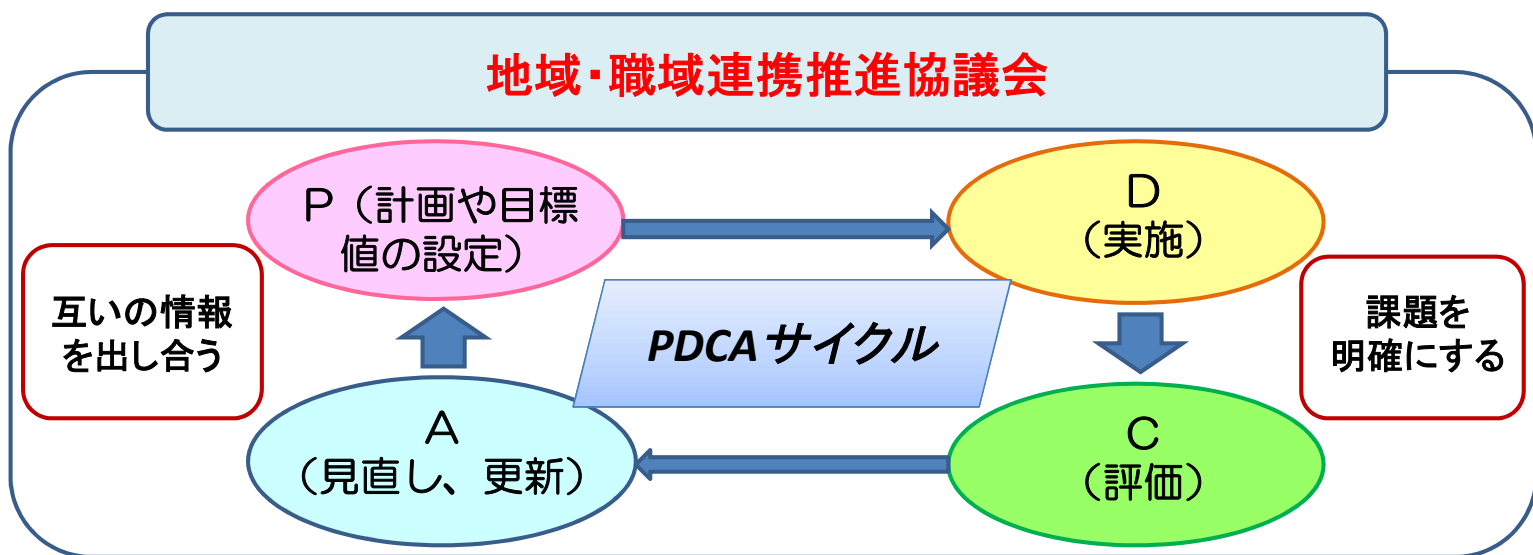 地域・職域連携推進協議会
P（計画や目標
値の設定）
D
（実施）
互いの情報
を出し合う
PDCAサイクル
課題を
明確にする
A
（見直し、更新）
C
（評価）